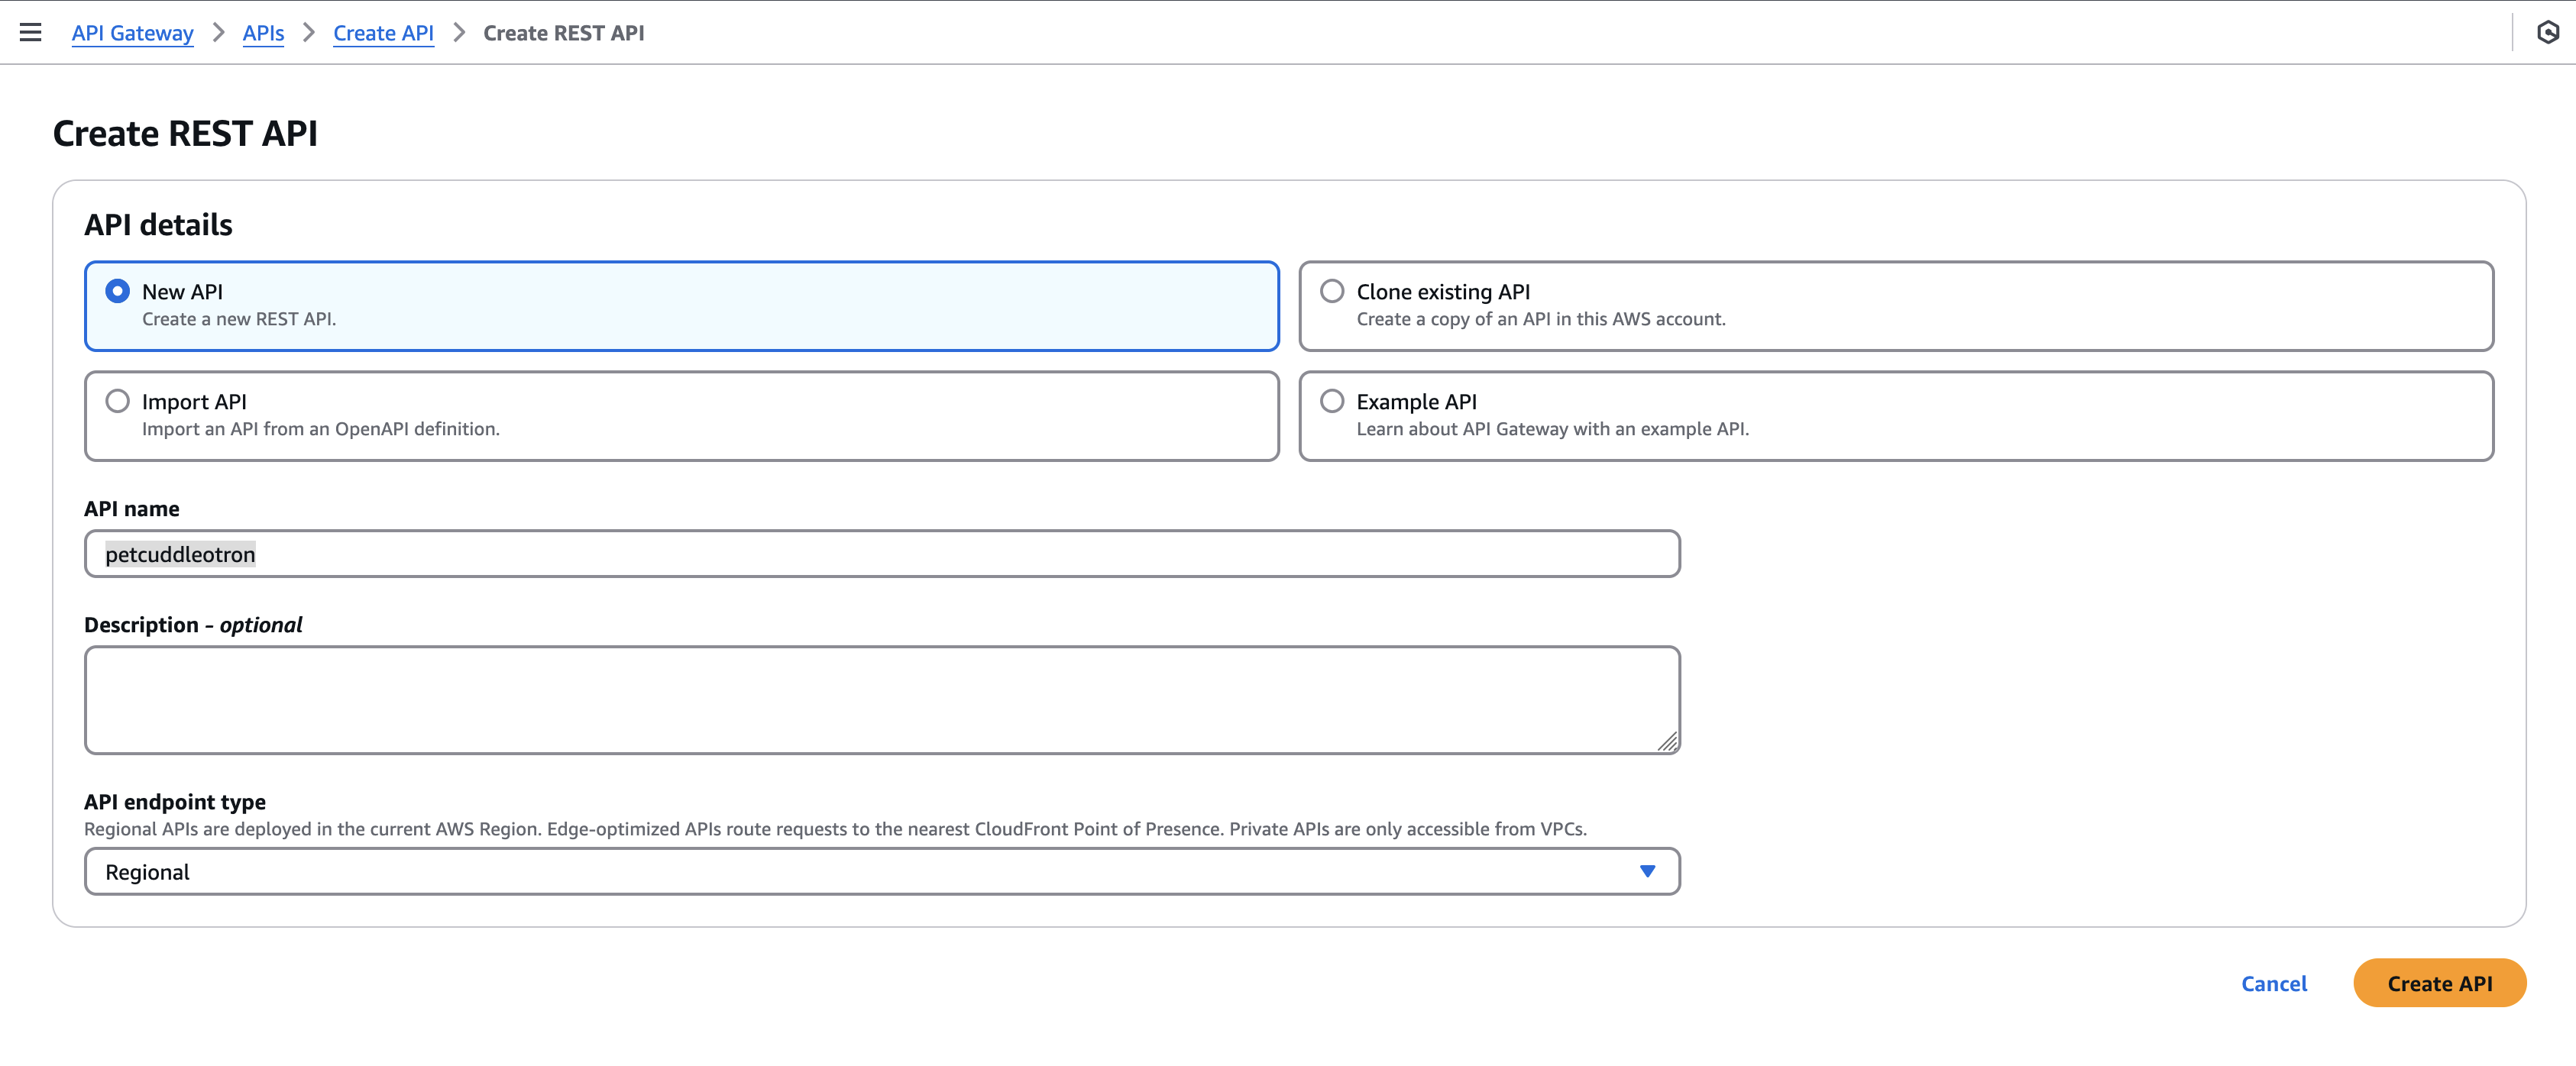 API Gateway > APIs > Create API > Create REST API
Create REST API
API details
New API
Create a new REST API.
Clone existing API
Create a copy of an API in this AWS account.
Import API
Import an API from an OpenAPI definition.
Example API
Learn about API Gateway with an example API.
API name
petcuddleotron
Description - optional
API endpoint type
Regional APIs are deployed in the current AWS Region. Edge-optimized APIs route requests to the nearest CloudFront Point of Presence. Private APIs are only accessible from VPCs.
Regional
Cancel
Create API